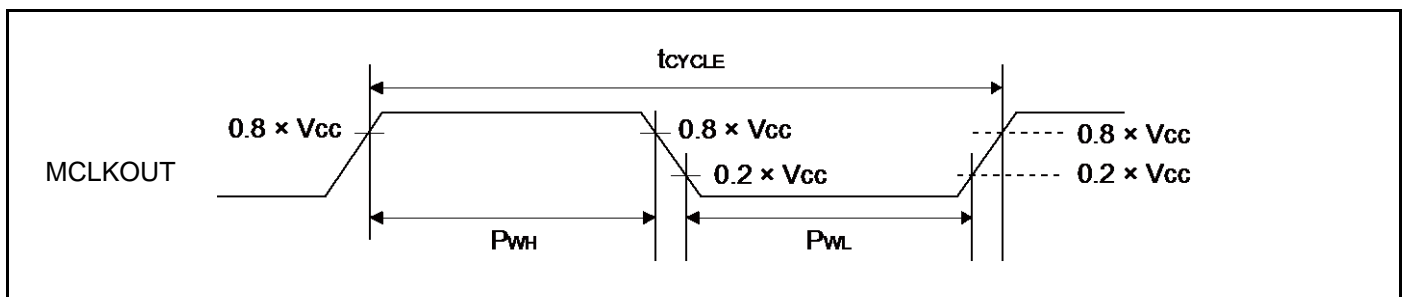 tCYCLE
0.8 × Vcc
0.8 × Vcc
0.8 × Vcc
MCLKOUT
0.2 × Vcc
0.2 × Vcc
PWH
PWL